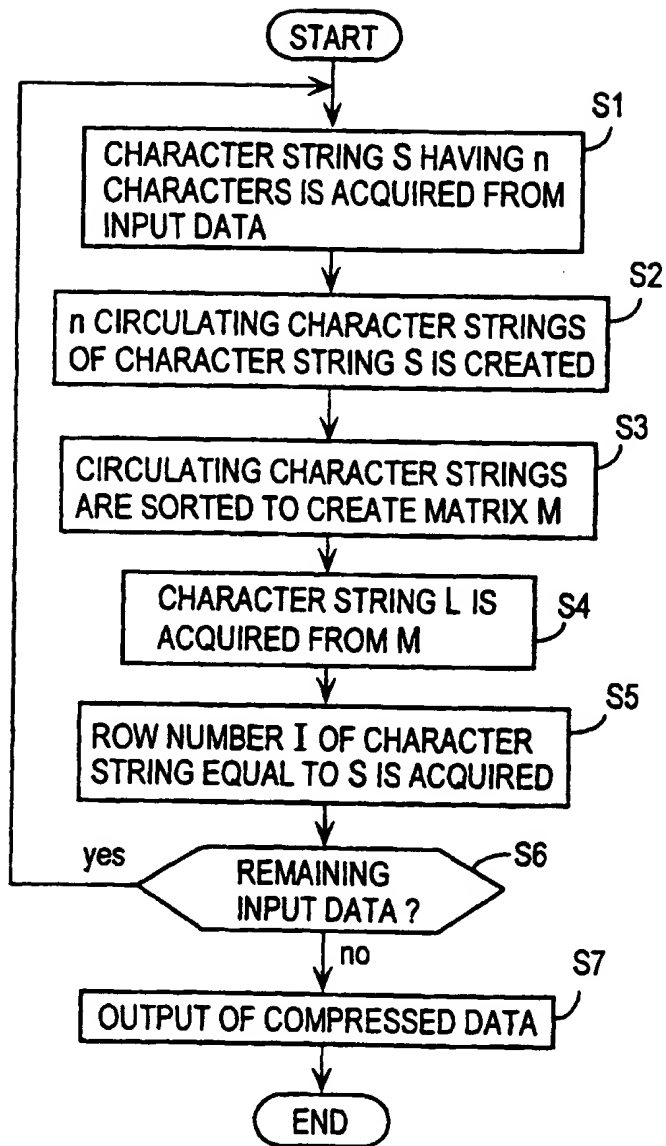 START
S1
CHARACTER STRING S HAVING n
CHARACTERS IS ACQUIRED FROM
INPUT DATA
S2
n CIRCULATING CHARACTER STRINGS
OF CHARACTER STRING S IS CREATED
S3
CIRCULATING CHARACTER STRINGS
ARE SORTED TO CREATE MATRIX M
CHARACTER STRING L IS
ACQUIRED FROM M
S4
S5
ROW NUMBER I OF CHARACTER
STRING EQUAL TO S IS ACQUIRED
yes
S6
REMAINING
INPUT DATA ?
no
S7
OUTPUT OF COMPRESSED DATA
END